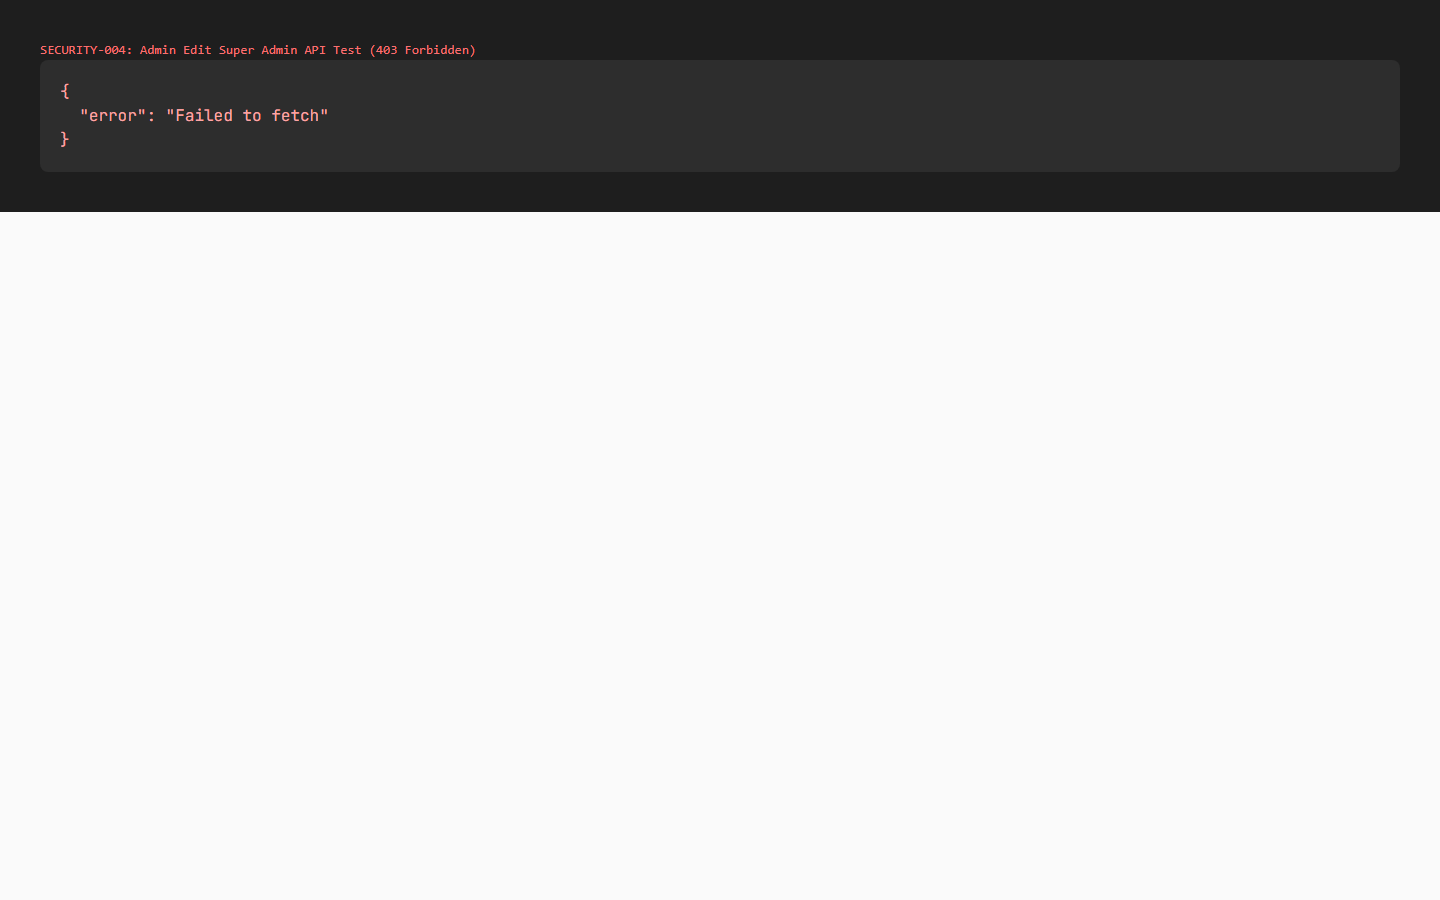 SECURITY-004: Admin Edit Super Admin API Test (403 Forbidden)
{
  "error": "Failed to fetch"
}